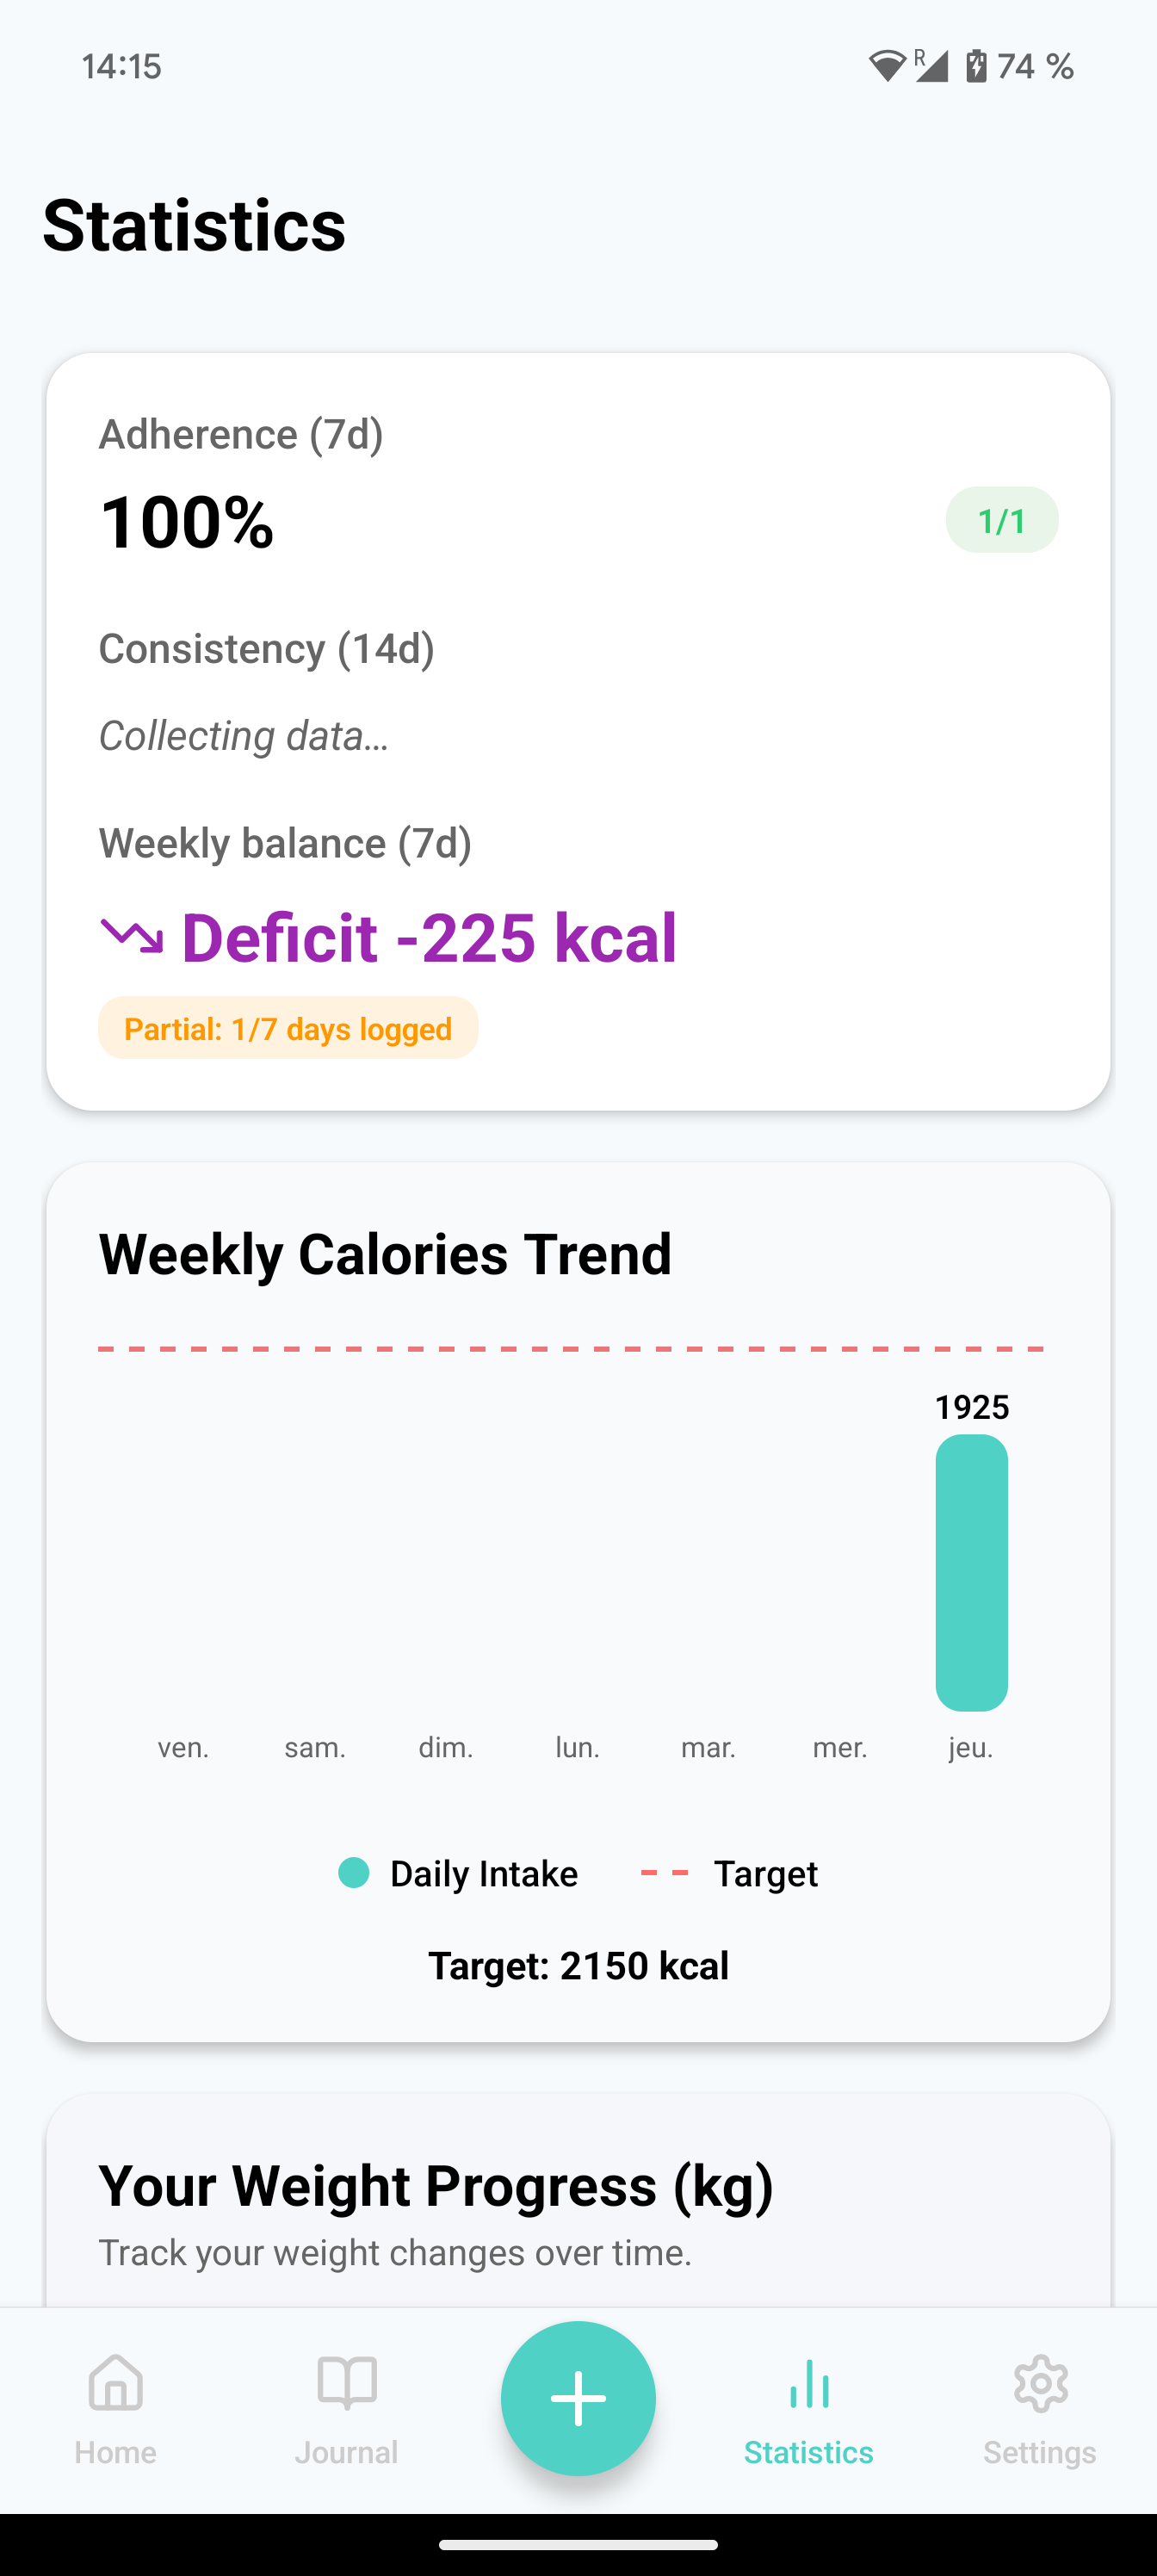 14:15
R 74 %
Statistics
Adherence (7d)
100%
1/1
Consistency (14d)
Collecting data…
Weekly balance (7d)
Deficit -225 kcal
Partial: 1/7 days logged
Weekly Calories Trend
1925
ven. sam. dim. lun. mar. mer. jeu.
Daily Intake Target
Target: 2150 kcal
Your Weight Progress (kg)
Track your weight changes over time.
Home Journal Statistics Settings